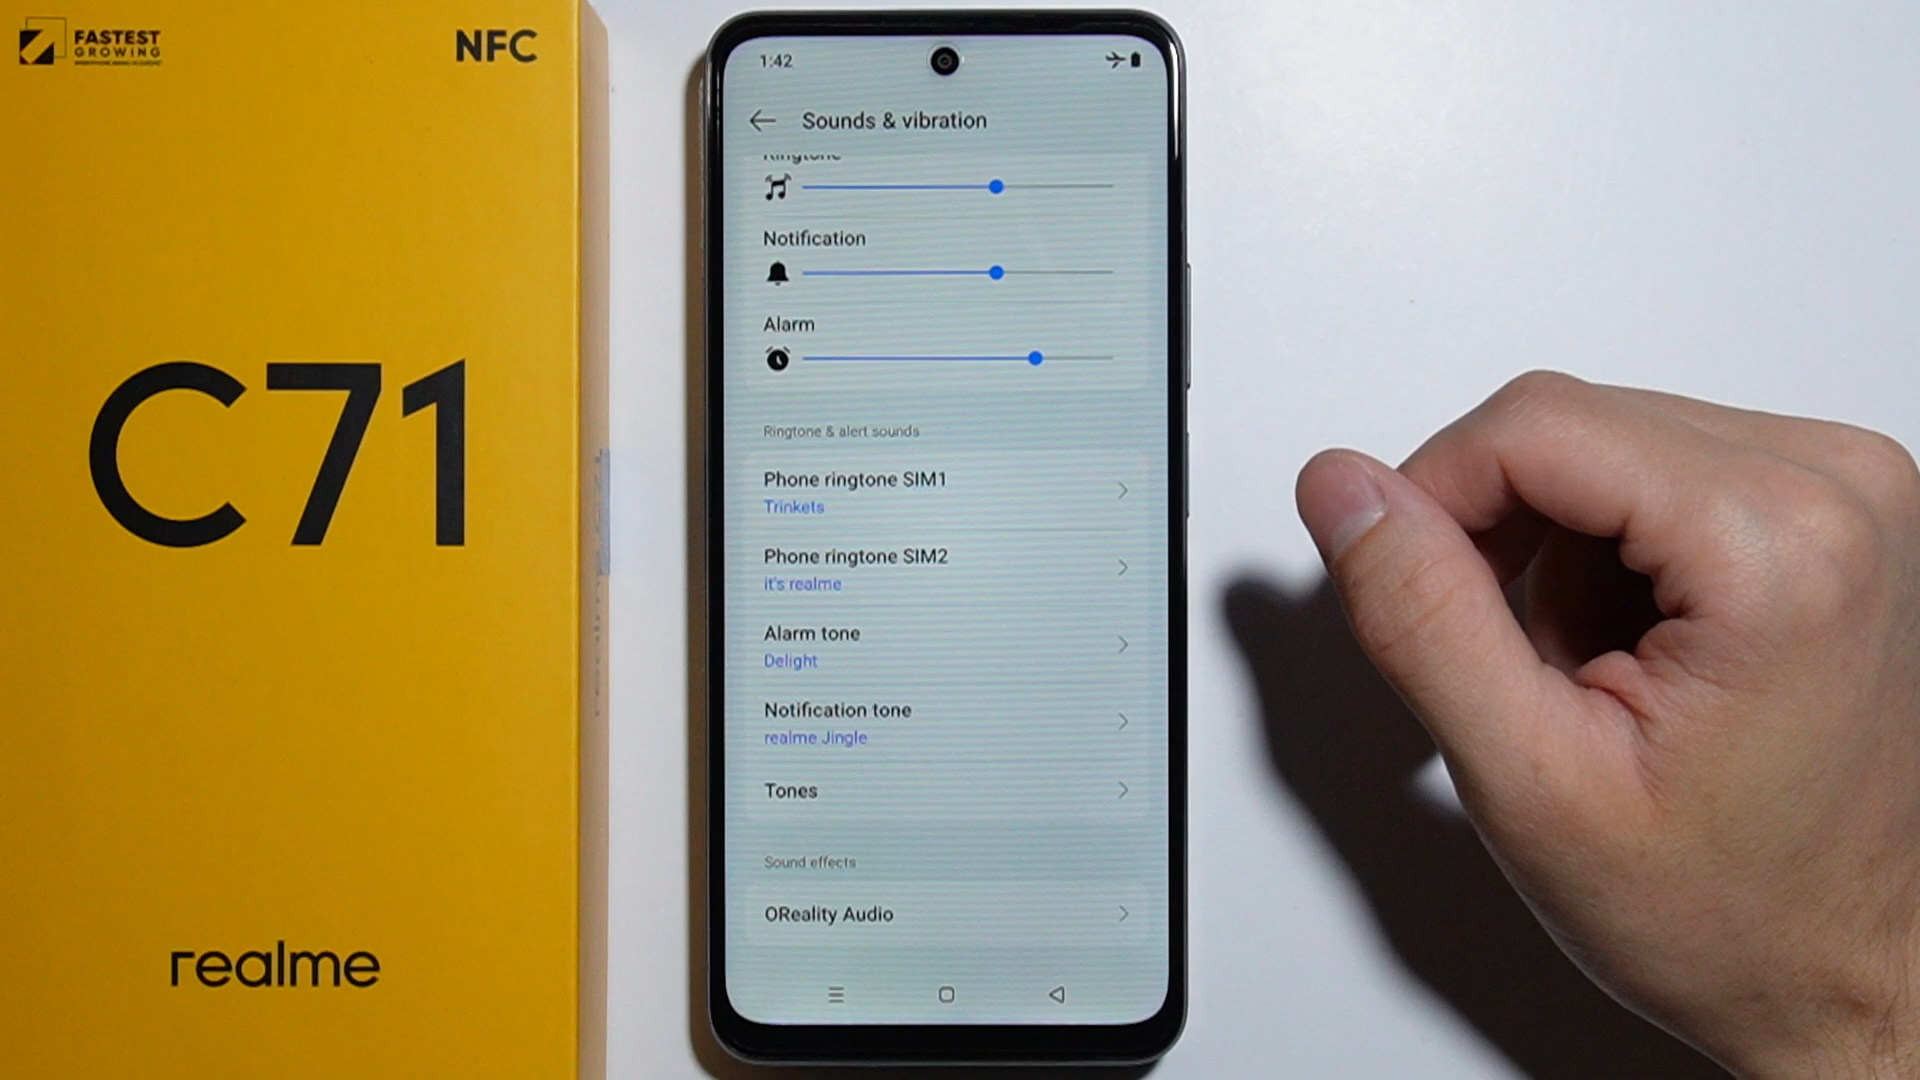 FASTEST
GROWING
NFC
C71
realme
1:42
Sounds & vibration
Ringtone
Notification
Alarm
Ringtone & alert sounds
Phone ringtone SIM1
Trinkets
Phone ringtone SIM2
it's realme
Alarm tone
Delight
Notification tone
realme Jingle
Tones
Sound effects
OReality Audio